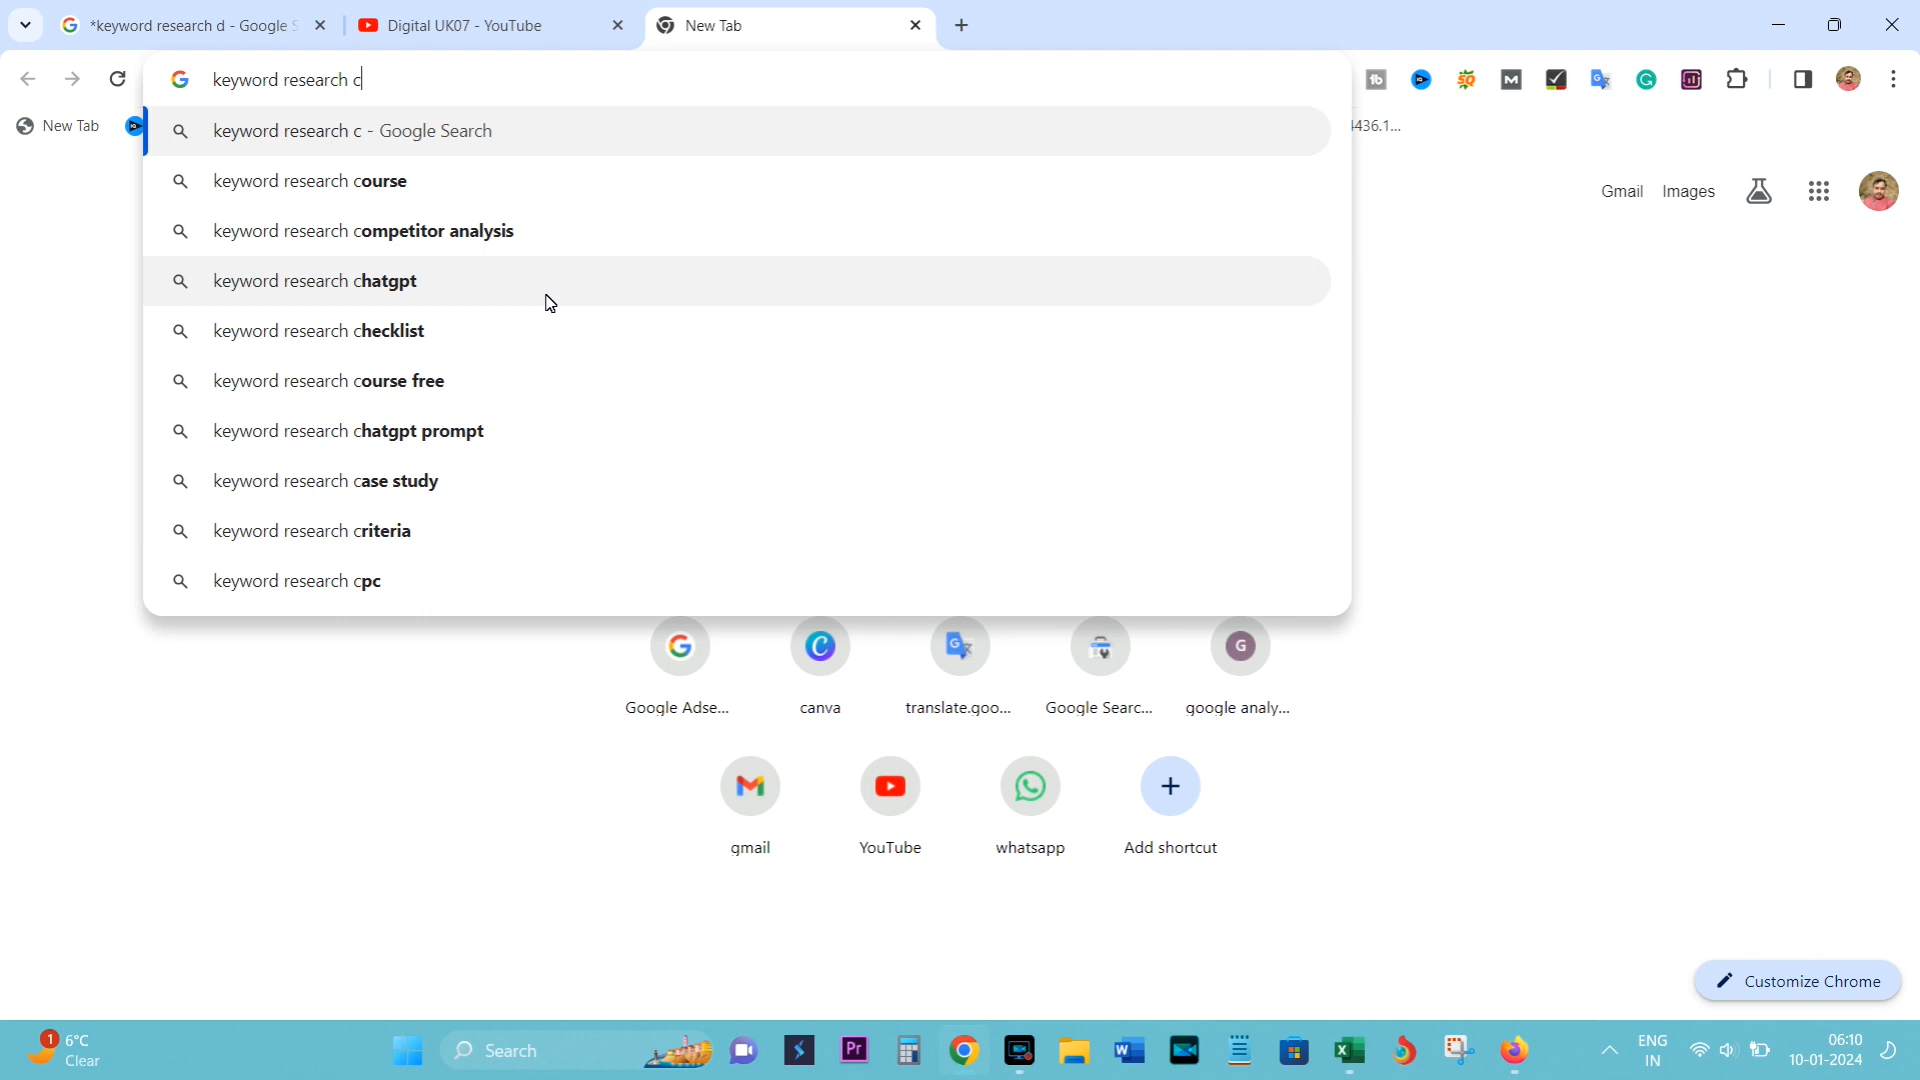 *keyword research d - Google S
Digital UK07 - YouTube
New Tab
keyword research c
New Tab
keyword research c - Google Search
4436.1...
keyword research course
Gmail Images
keyword research competitor analysis
keyword research chatgpt
keyword research checklist
keyword research course free
keyword research chatgpt prompt
keyword research case study
keyword research criteria
keyword research cpc
G
Google Adse...
canva
translate.goo...
Google Searc...
google analy...
gmail
YouTube
whatsapp
Add shortcut
Customize Chrome
1
6°C
Clear
Search
Pr
ENG
IN
06:10
10-01-2024